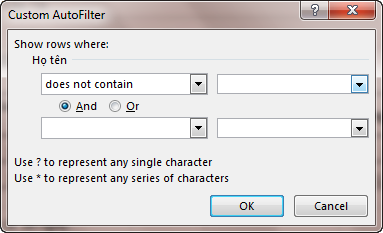 Custom AutoFilter
Show rows where:
Họ tên
does not contain
And Or
Use ? to represent any single character
Use * to represent any series of characters
OK Cancel